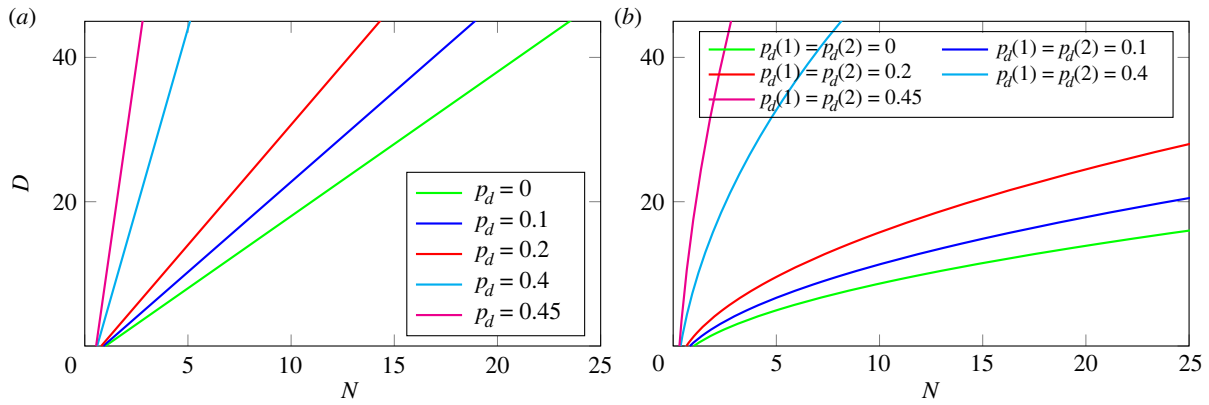 (a)
40
20
0
D
5
10
15
20
25
N
p_d = 0
p_d = 0.1
p_d = 0.2
p_d = 0.4
p_d = 0.45
(b)
40
20
0
5
10
15
20
25
N
p_d(1) = p_d(2) = 0
p_d(1) = p_d(2) = 0.1
p_d(1) = p_d(2) = 0.2
p_d(1) = p_d(2) = 0.4
p_d(1) = p_d(2) = 0.45